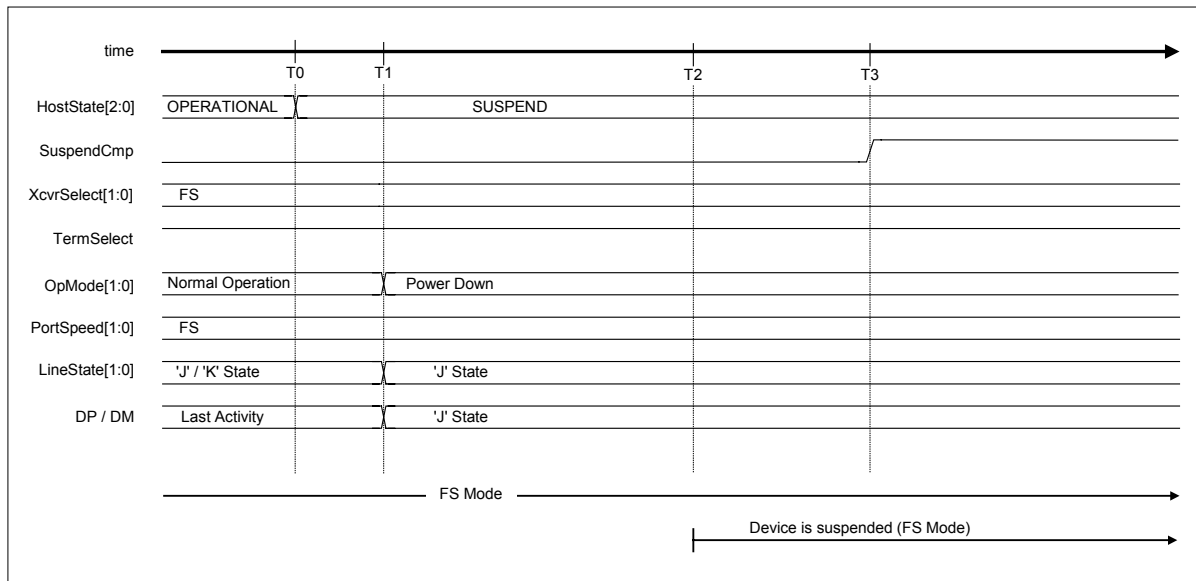 time
T0 T1 T2 T3
HostState[2:0] OPERATIONAL SUSPEND
SuspendCmp
XcvrSelect[1:0] FS
TermSelect
OpMode[1:0] Normal Operation Power Down
PortSpeed[1:0] FS
LineState[1:0] 'J' / 'K' State 'J' State
DP / DM Last Activity 'J' State
FS Mode
Device is suspended (FS Mode)